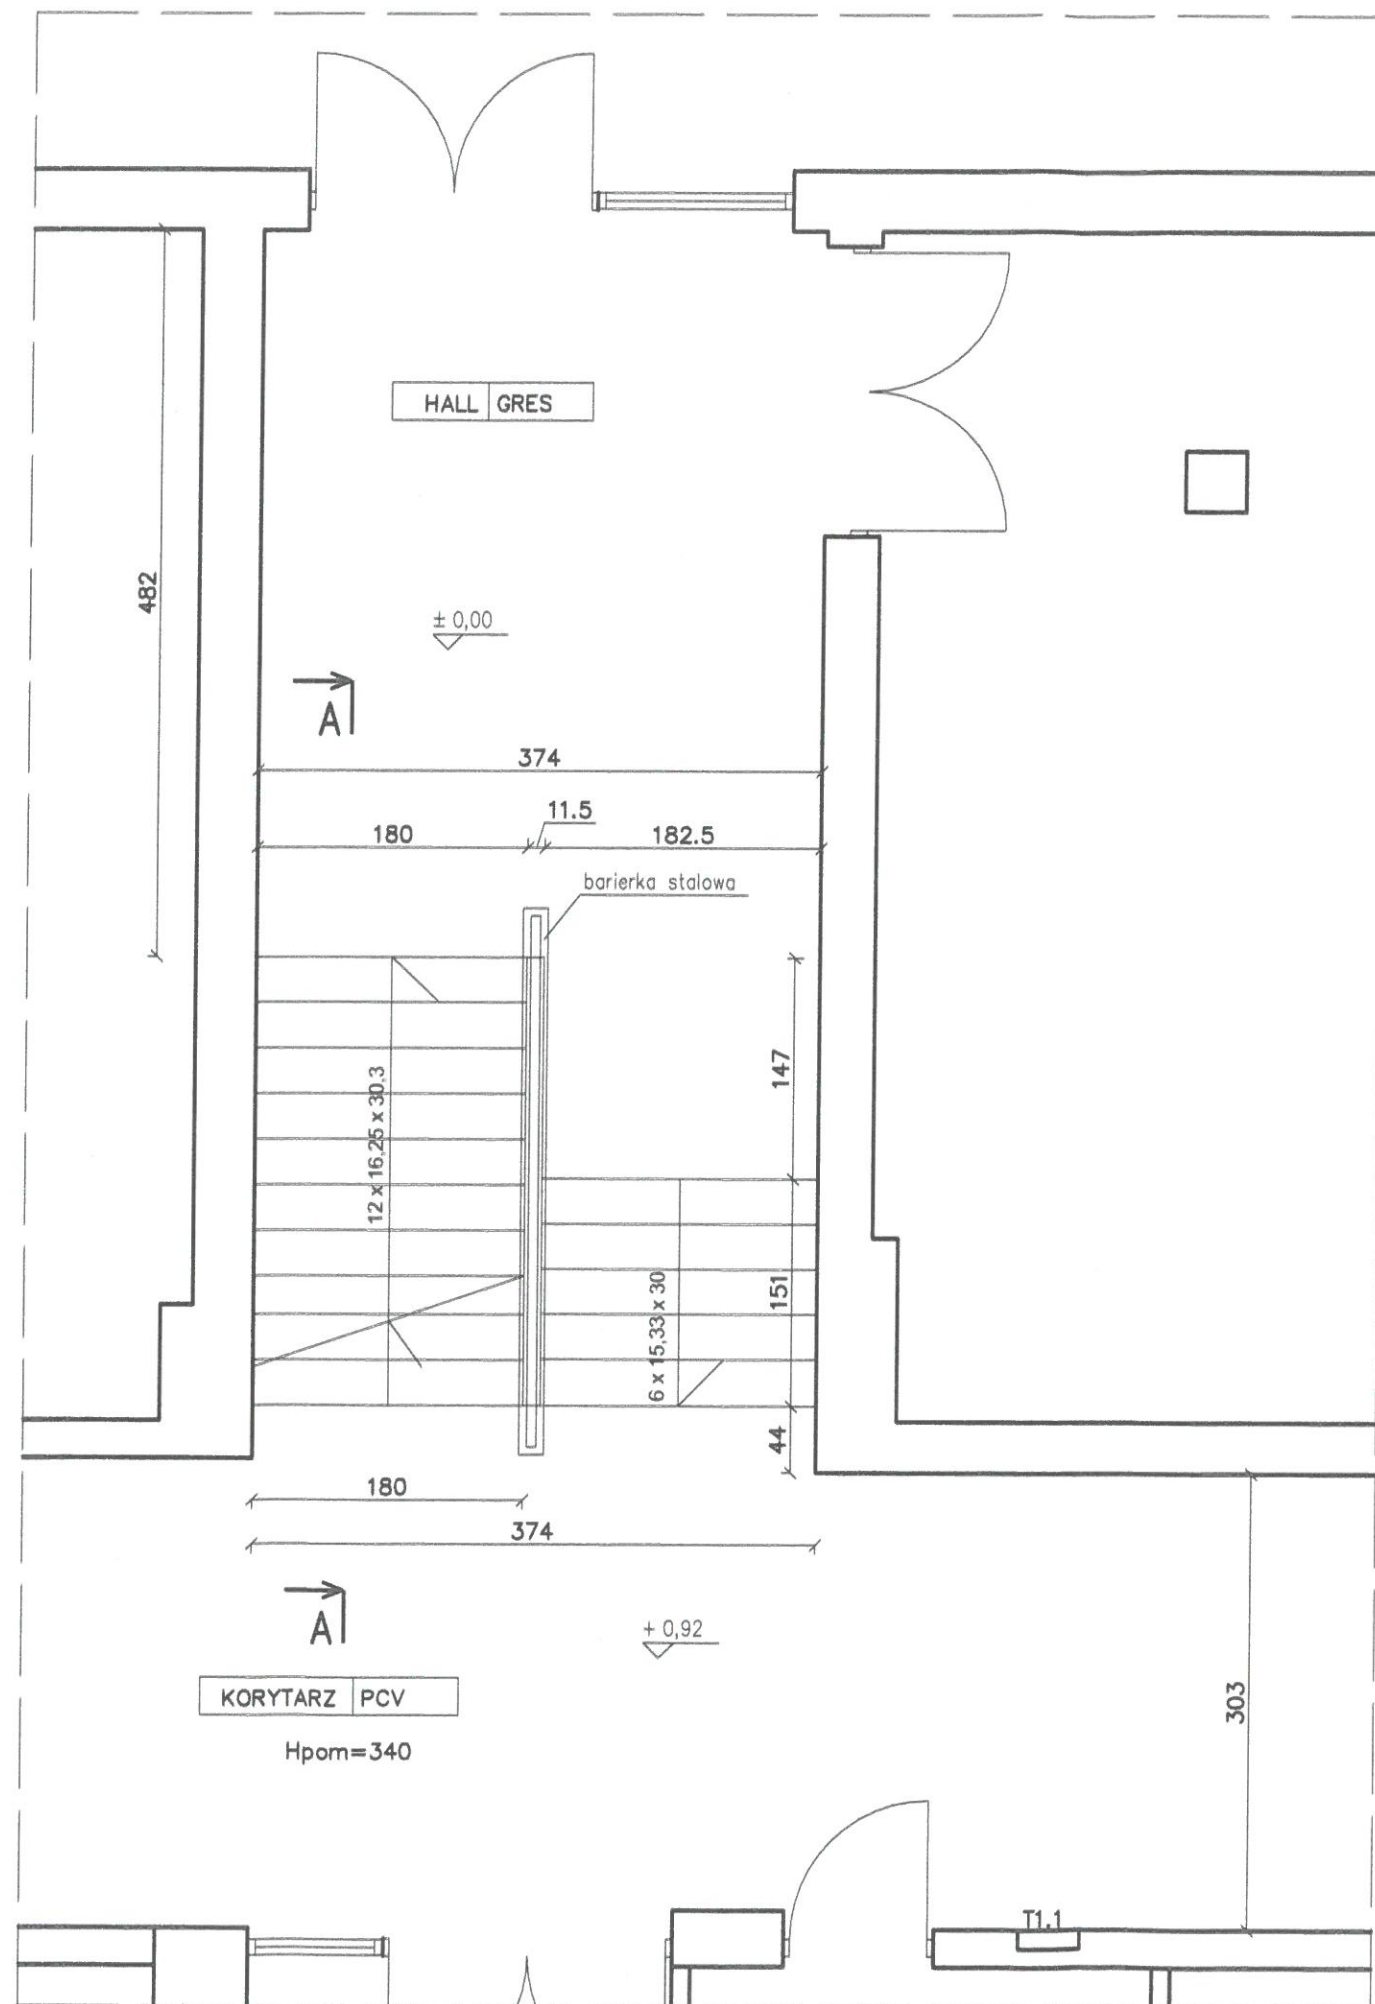 HALL GRES
482
± 0,00
A
374
11.5
180
182.5
barierka stalowa
147
12 x 16,25 x 30,3
151
6 x 15,33 x 30
44
180
374
A
+ 0,92
KORYTARZ PCV
303
Hpom=340
T1.1